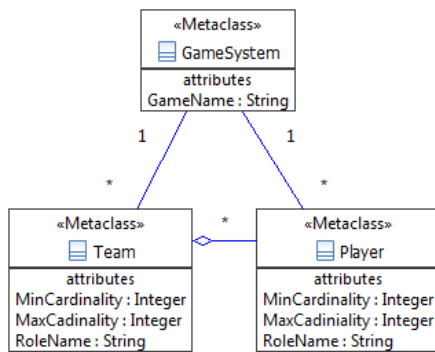 «Metaclass»
GameSystem
attributes
GameName : String
1
1
*
*
«Metaclass»
Team
attributes
MinCardinality : Integer
MaxCadinality : Integer
RoleName : String
*
«Metaclass»
Player
attributes
MinCardinality : Integer
MaxCadiniality : Integer
RoleName : String